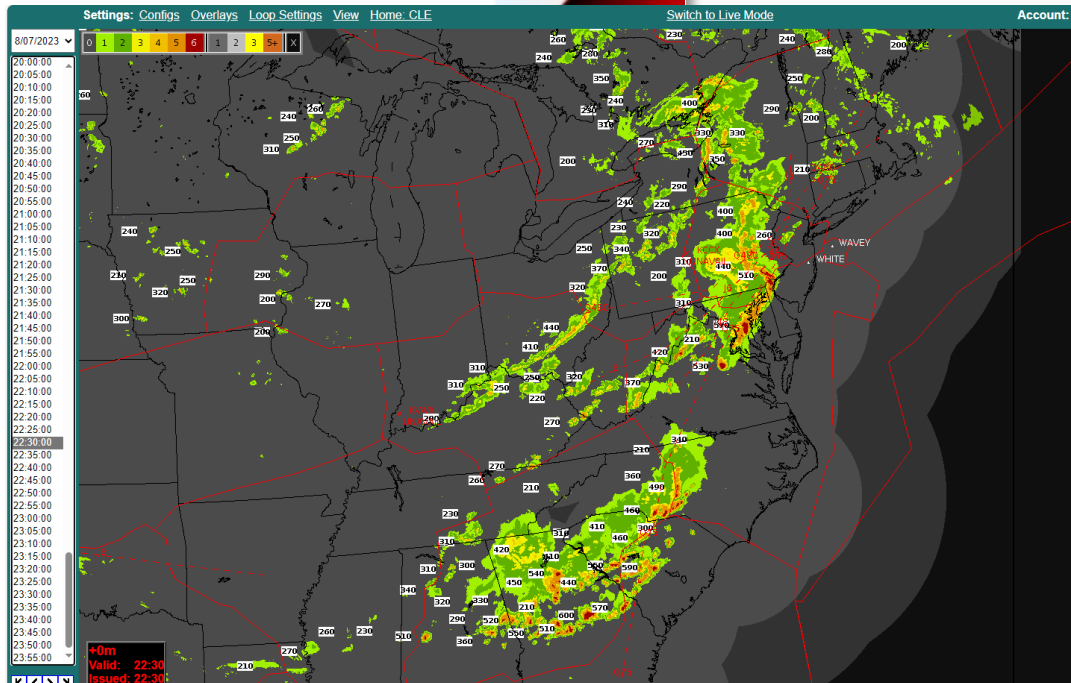 Settings: Configs Overlays Loop Settings View Home: CLE Switch to Live Mode Account:
8/07/2023
0 1 2 3 4 5 6 1 2 3 5+ X
20:00:00
20:05:00
20:10:00
20:15:00
20:20:00
20:25:00
20:30:00
20:35:00
20:40:00
20:45:00
20:50:00
20:55:00
21:00:00
21:05:00
21:10:00
21:15:00
21:20:00
21:25:00
21:30:00
21:35:00
21:40:00
21:45:00
21:50:00
21:55:00
22:00:00
22:05:00
22:10:00
22:15:00
22:20:00
22:25:00
22:30:00
22:35:00
22:40:00
22:45:00
22:50:00
22:55:00
23:00:00
23:05:00
23:10:00
23:15:00
23:20:00
23:25:00
23:30:00
23:35:00
23:40:00
23:45:00
23:50:00
23:55:00
260 230 240 200
240 280 280
350 250
260 240 400 290 200
240 260
250 310 330 330
310 270 450 350
200 210
290
240 220 400
240 230 320 400 260
250 250 340 WAVEY
WHITE
210 250 290 370 200 310 440 510
320 320 200 270 310
300 200 440 590
410 210
420 530
310 310 250 320 370
250 220
200 270
210 340
270 360
260 210 490
230 460
310 310 410 300
420 410 460
310 300 540 550 590
340 450 440
320 330 210 570
290 520 600
260 230 510 550 510
270 360
210
+0m
Valid: 22:30
Issued: 22:30